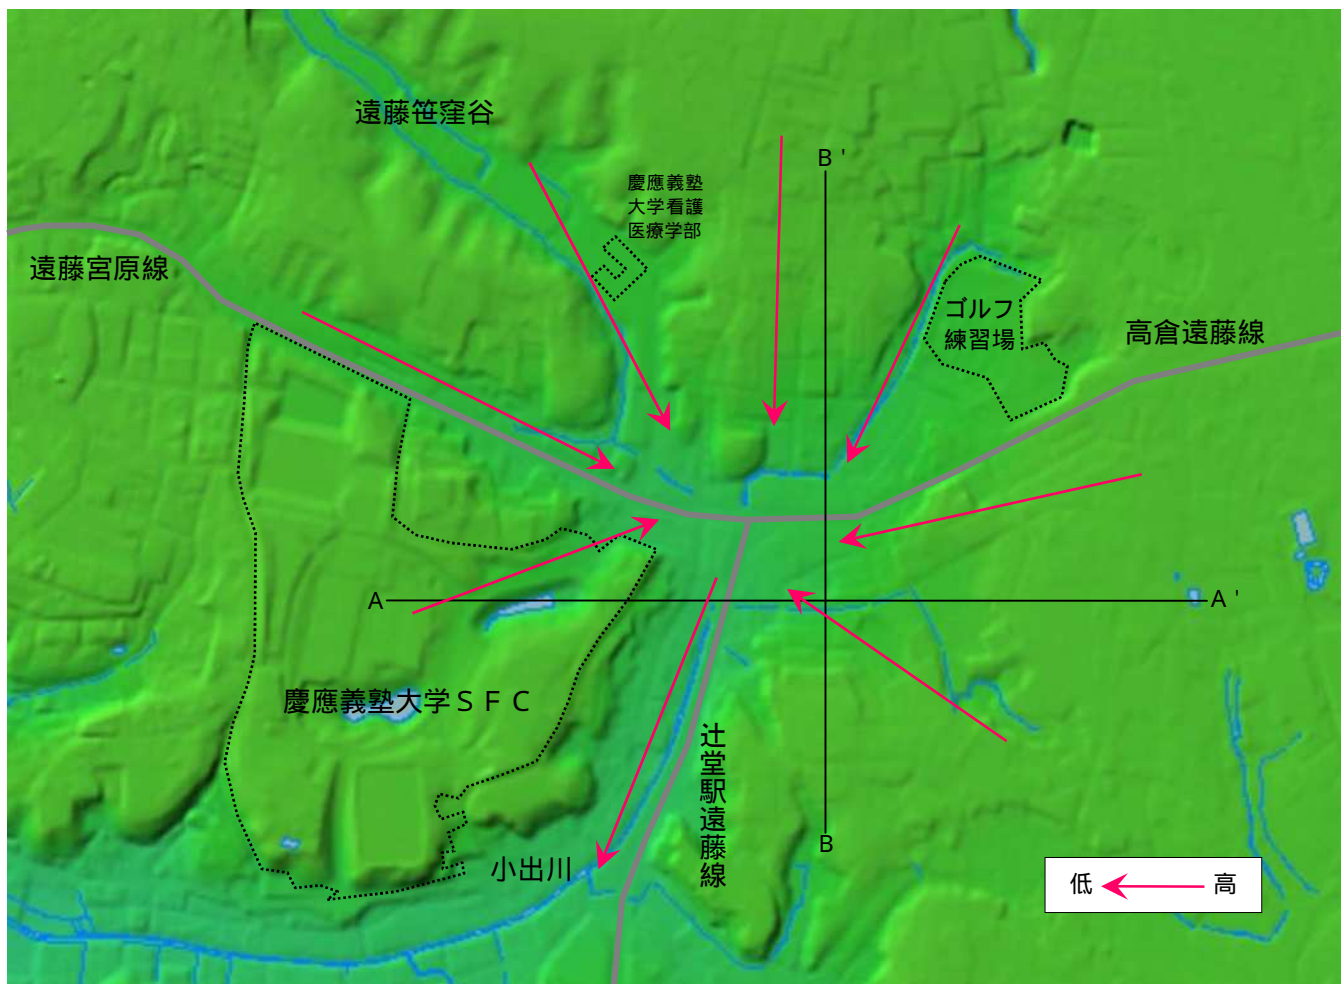 遠藤笹窪谷
B'
慶應義塾
大学看護
医療学部
遠藤宮原線
ゴルフ
練習場
高倉遠藤線
A
A'
慶應義塾大学ＳＦＣ
辻堂駅遠藤線
B
小出川
低
高